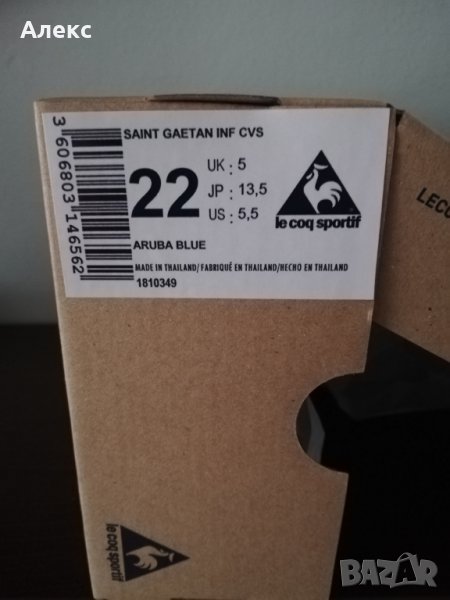 Алекс
SAINT GAETAN INF CVS
22
UK : 5
JP : 13,5
US : 5,5
le coq sportif
ARUBA BLUE
MADE IN THAILAND/ FABRIQUÉ EN THAILAND/HECHO EN THAILAND
1810349
3 606803 146562
LECO
le coq sportif
BAZAR